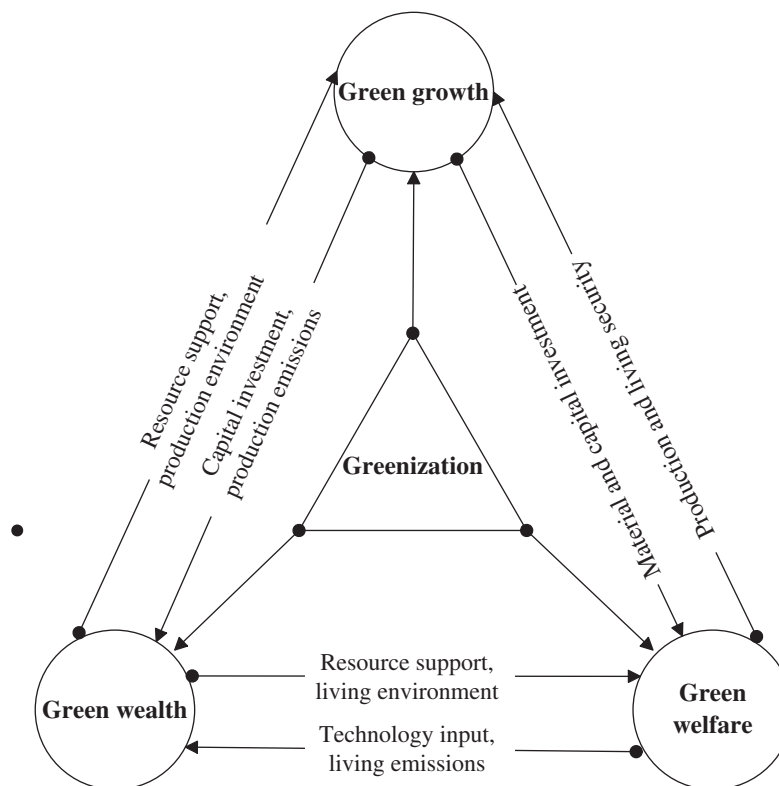 Green growth
Resource support,
production environment
Capital investment,
production emissions
Material and capital investment
Production and living security
Greenization
Green wealth
Resource support,
living environment
Technology input,
living emissions
Green
welfare